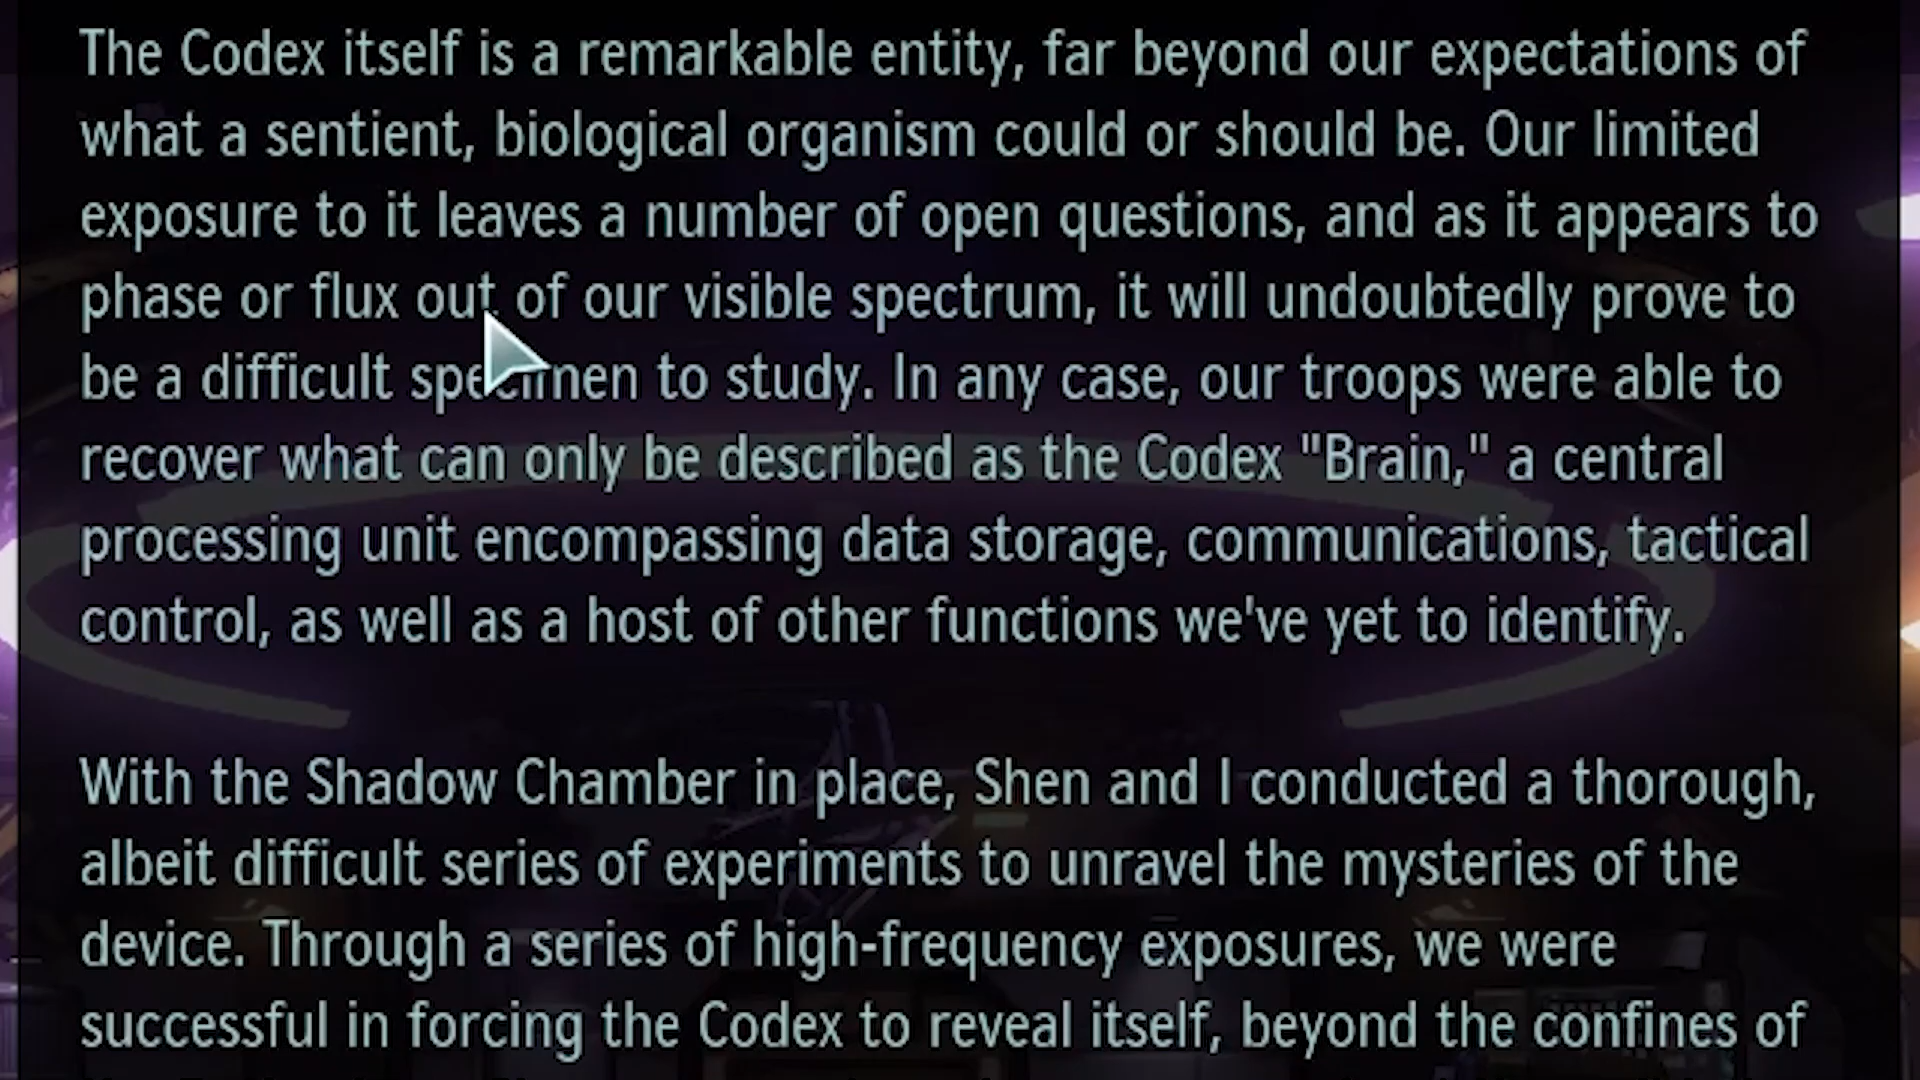 The Codex itself is a remarkable entity, far beyond our expectations of
what a sentient, biological organism could or should be. Our limited
exposure to it leaves a number of open questions, and as it appears to
phase or flux out of our visible spectrum, it will undoubtedly prove to
be a difficult specimen to study. In any case, our troops were able to
recover what can only be described as the Codex "Brain," a central
processing unit encompassing data storage, communications, tactical
control, as well as a host of other functions we've yet to identify.
With the Shadow Chamber in place, Shen and I conducted a thorough,
albeit difficult series of experiments to unravel the mysteries of the
device. Through a series of high-frequency exposures, we were
successful in forcing the Codex to reveal itself, beyond the confines of